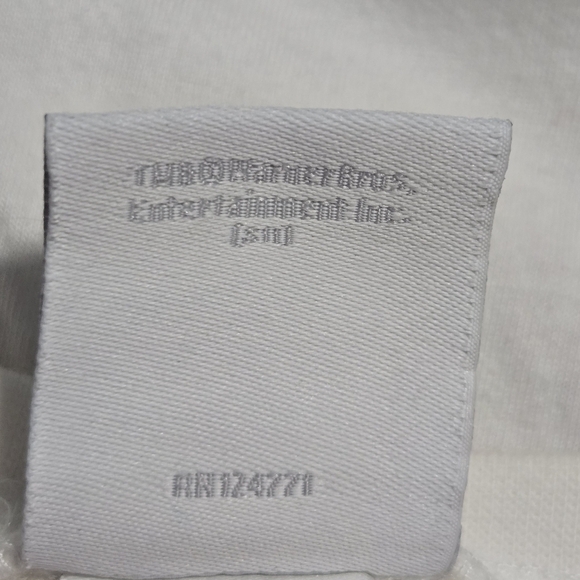 TM & © Warner Bros.
Entertainment Inc.
(s11)
RN124771